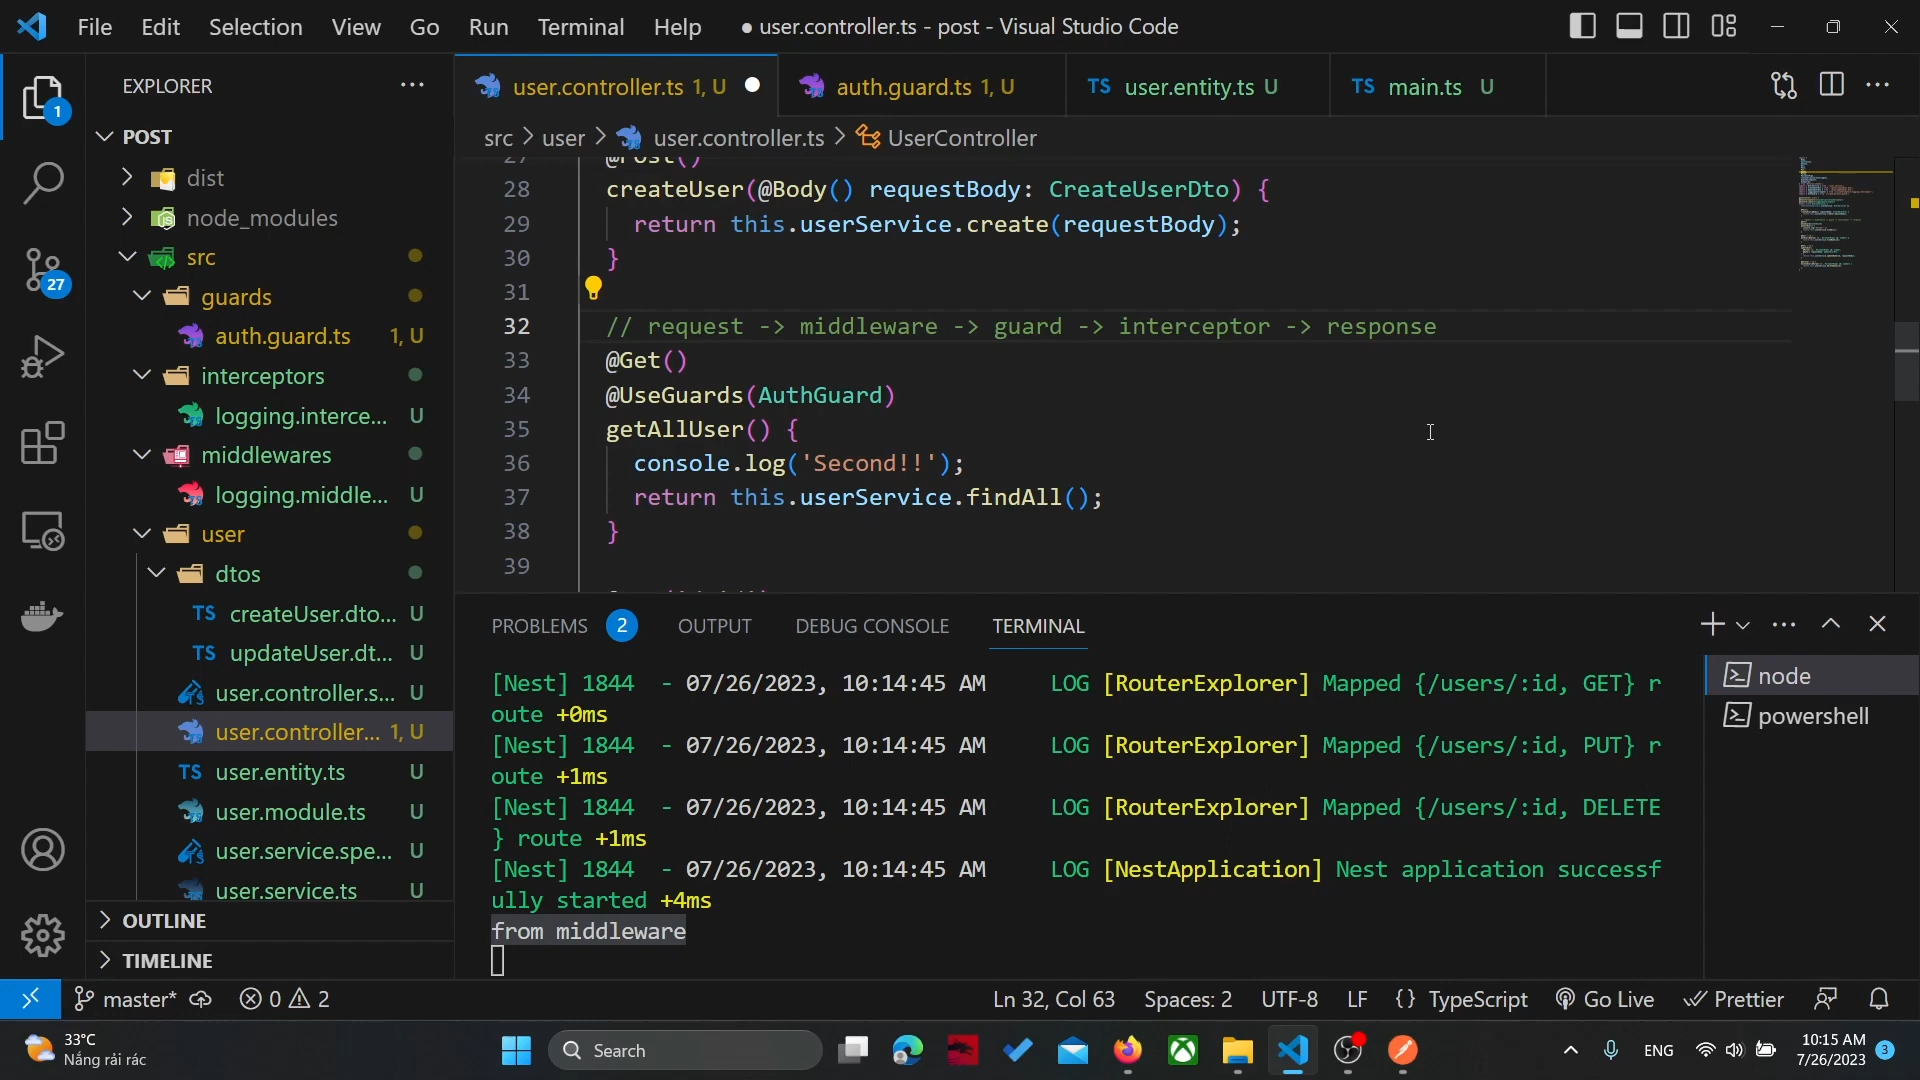 File Edit Selection View Go Run Terminal Help ● user.controller.ts - post - Visual Studio Code
EXPLORER ...
user.controller.ts 1, U
auth.guard.ts 1, U
TS user.entity.ts U
TS main.ts U
1
POST
src > user > user.controller.ts > UserController
dist
node_modules
src
guards
auth.guard.ts 1, U
interceptors
logging.interce... U
middlewares
logging.middle... U
user
dtos
TS createUser.dto... U
TS updateUser.dt... U
user.controller.s... U
user.controller... 1, U
TS user.entity.ts U
user.module.ts U
user.service.spe... U
user.service.ts U
OUTLINE
TIMELINE
27
27 @Post()
28 createUser(@Body() requestBody: CreateUserDto) {
29 return this.userService.create(requestBody);
30 }
31
32 // request -> middleware -> guard -> interceptor -> response
33 @Get()
34 @UseGuards(AuthGuard)
35 getAllUser() {
36 console.log('Second!!');
37 return this.userService.findAll();
38 }
39
PROBLEMS 2 OUTPUT DEBUG CONSOLE TERMINAL
[Nest] 1844 - 07/26/2023, 10:14:45 AM LOG [RouterExplorer] Mapped {/users/:id, GET} r
oute +0ms
[Nest] 1844 - 07/26/2023, 10:14:45 AM LOG [RouterExplorer] Mapped {/users/:id, PUT} r
oute +1ms
[Nest] 1844 - 07/26/2023, 10:14:45 AM LOG [RouterExplorer] Mapped {/users/:id, DELETE
} route +1ms
[Nest] 1844 - 07/26/2023, 10:14:45 AM LOG [NestApplication] Nest application successf
ully started +4ms
from middleware
node
powershell
master* 0 2 Ln 32, Col 63 Spaces: 2 UTF-8 LF {} TypeScript Go Live Prettier
33°C
Nắng rải rác
Search
ENG
10:15 AM
7/26/2023
3